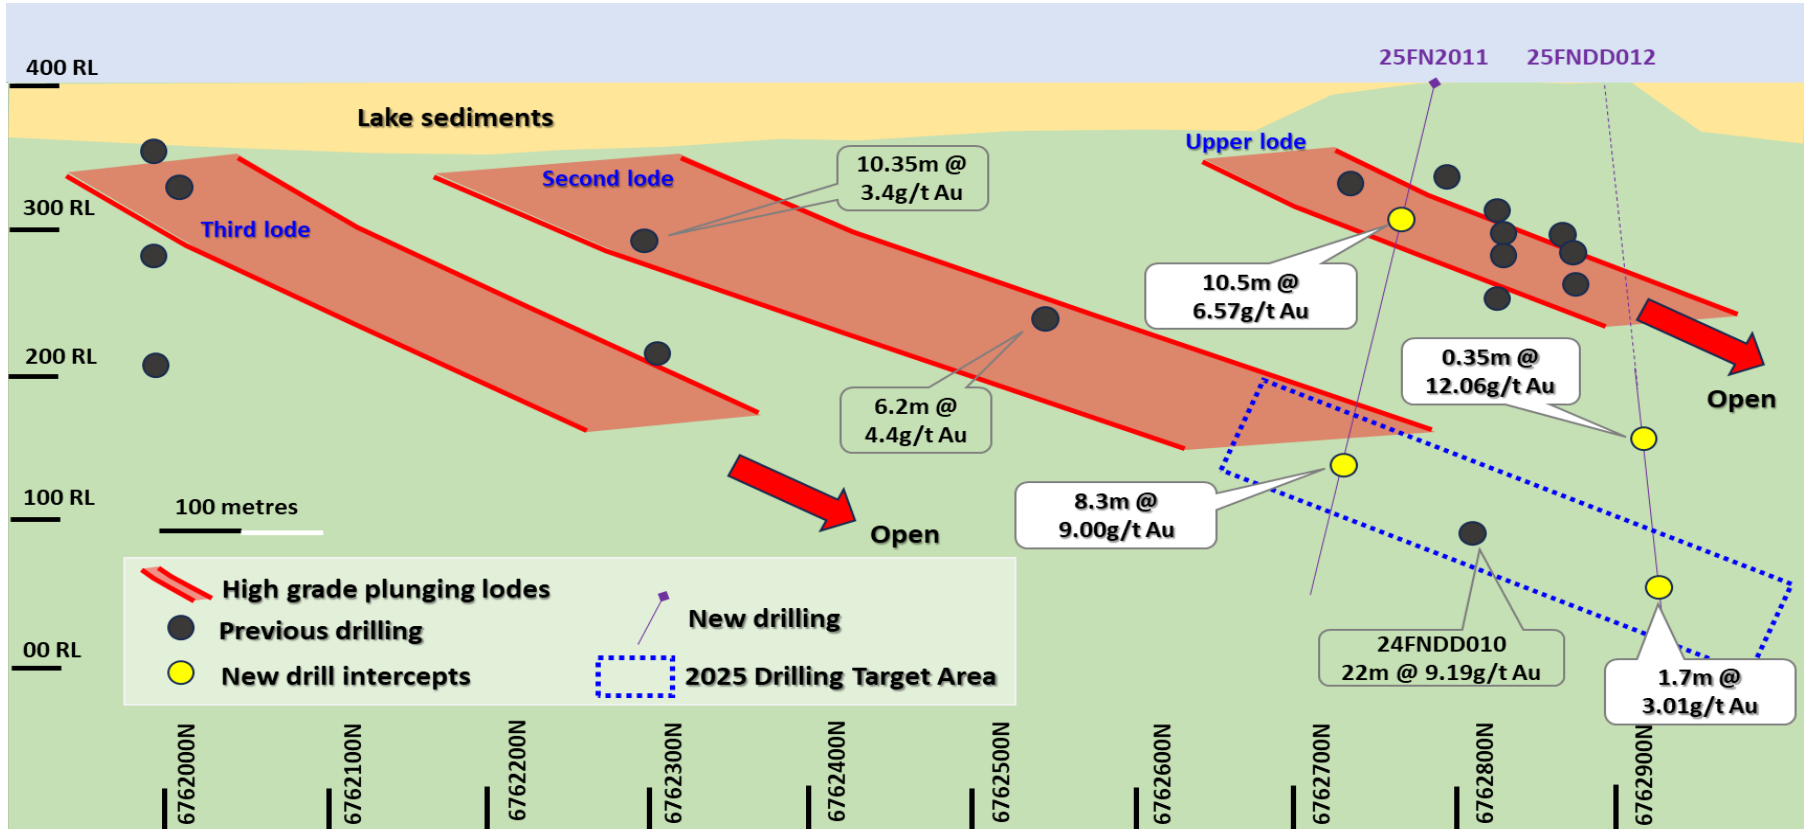 25FN2011
25FNDD012
400 RL
Lake sediments
Upper lode
10.35m @
3.4g/t Au
Second lode
300 RL
Third lode
10.5m @
6.57g/t Au
0.35m @
12.06g/t Au
200 RL
Open
6.2m @
4.4g/t Au
100 RL
100 metres
8.3m @
9.00g/t Au
Open
High grade plunging lodes
Previous drilling
New drill intercepts
New drilling
2025 Drilling Target Area
24FNDD010
22m @ 9.19g/t Au
00 RL
1.7m @
3.01g/t Au
6762000N
6762100N
6762200N
6762300N
6762400N
6762500N
6762600N
6762700N
6762800N
6762900N